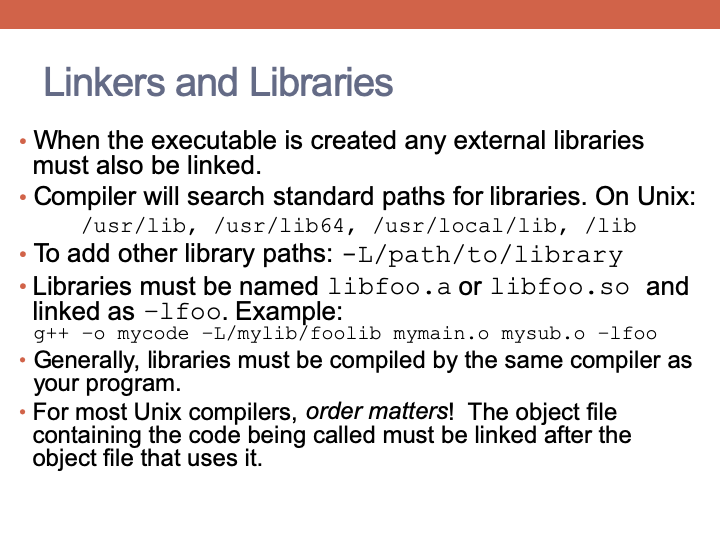 Linkers and Libraries
• When the executable is created any external libraries
must also be linked.
• Compiler will search standard paths for libraries. On Unix:
/usr/lib, /usr/lib64, /usr/local/lib, /lib
• To add other library paths: -L/path/to/library
• Libraries must be named libfoo.a or libfoo.so and
linked as –lfoo. Example:
g++ –o mycode –L/mylib/foolib mymain.o mysub.o –lfoo
• Generally, libraries must be compiled by the same compiler as
your program.
• For most Unix compilers, order matters! The object file
containing the code being called must be linked after the
object file that uses it.